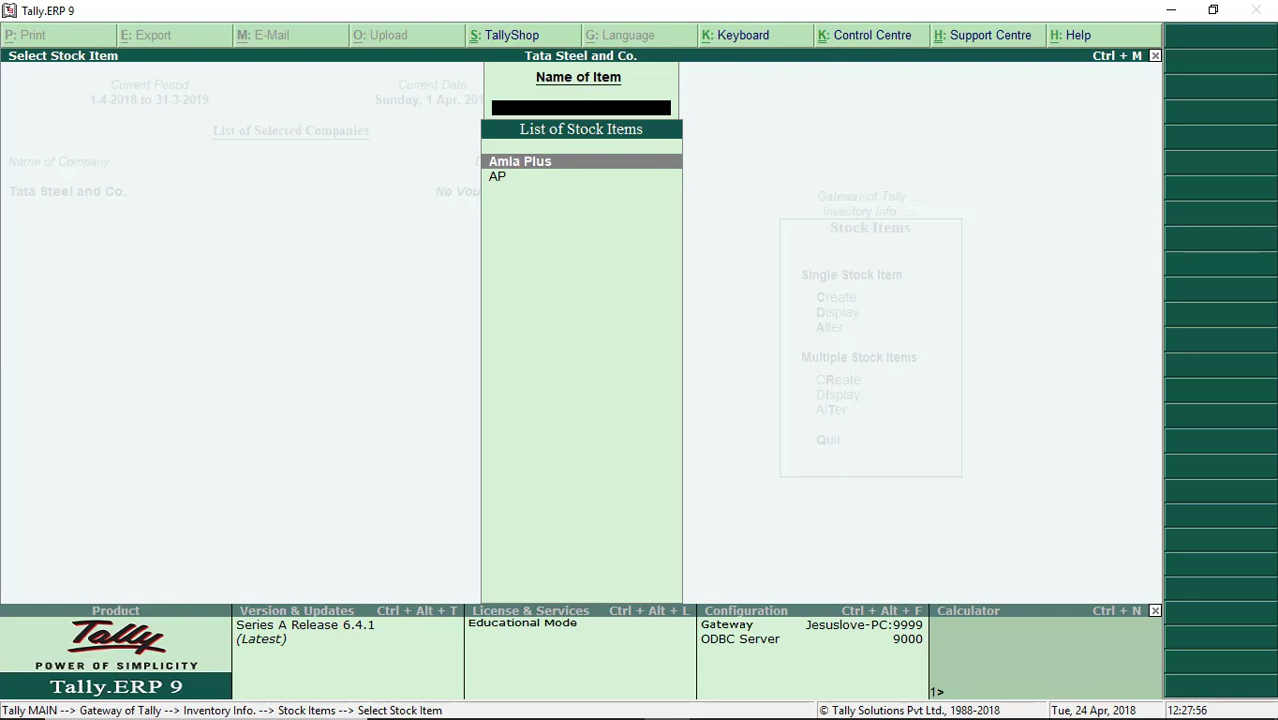 Tally.ERP 9
P: Print
E: Export
M: E-Mail
O: Upload
S: TallyShop
G: Language
K: Keyboard
K: Control Centre
H: Support Centre
H: Help
Select Stock Item
Tata Steel and Co.
Ctrl + M
Current Period
1-4-2018 to 31-3-2019
Current Date
Sunday, 1 Apr, 201
Name of Item
List of Selected Companies
List of Stock Items
Name of Company
Amla Plus
AP
Tata Steel and Co.
No Vou
Gateway of Tally ....
Inventory Info. ....
Stock Items
Single Stock Item
Create
Display
Alter
Multiple Stock Items
CReate
DIsplay
AlTer
Quit
Product
Version & Updates Ctrl + Alt + T
License & Services Ctrl + Alt + L
Configuration Ctrl + Alt + F
Calculator Ctrl + N
Tally
POWER OF SIMPLICITY
Tally.ERP 9
Series A Release 6.4.1
(Latest)
Educational Mode
Gateway Jesuslove-PC:9999
ODBC Server 9000
1>
Tally MAIN --> Gateway of Tally --> Inventory Info. --> Stock Items --> Select Stock Item
© Tally Solutions Pvt Ltd., 1988-2018
Tue, 24 Apr, 2018
12:27:56